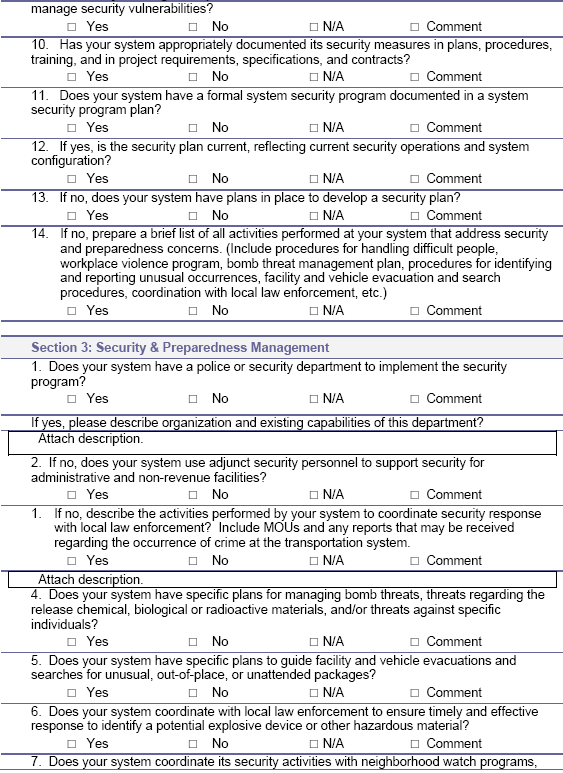 manage security vulnerabilities?
□ Yes □ No □ N/A □ Comment
10. Has your system appropriately documented its security measures in plans, procedures,
training, and in project requirements, specifications, and contracts?
□ Yes □ No □ N/A □ Comment
11. Does your system have a formal system security program documented in a system
security program plan?
□ Yes □ No □ N/A □ Comment
12. If yes, is the security plan current, reflecting current security operations and system
configuration?
□ Yes □ No □ N/A □ Comment
13. If no, does your system have plans in place to develop a security plan?
□ Yes □ No □ N/A □ Comment
14. If no, prepare a brief list of all activities performed at your system that address security
and preparedness concerns. (Include procedures for handling difficult people,
workplace violence program, bomb threat management plan, procedures for identifying
and reporting unusual occurrences, facility and vehicle evacuation and search
procedures, coordination with local law enforcement, etc.)
□ Yes □ No □ N/A □ Comment
Section 3: Security & Preparedness Management
1. Does your system have a police or security department to implement the security
program?
□ Yes □ No □ N/A □ Comment
If yes, please describe organization and existing capabilities of this department?
Attach description.
2. If no, does your system use adjunct security personnel to support security for
administrative and non-revenue facilities?
□ Yes □ No □ N/A □ Comment
1. If no, describe the activities performed by your system to coordinate security response
with local law enforcement? Include MOUs and any reports that may be received
regarding the occurrence of crime at the transportation system.
□ Yes □ No □ N/A □ Comment
Attach description.
4. Does your system have specific plans for managing bomb threats, threats regarding the
release chemical, biological or radioactive materials, and/or threats against specific
individuals?
□ Yes □ No □ N/A □ Comment
5. Does your system have specific plans to guide facility and vehicle evacuations and
searches for unusual, out-of-place, or unattended packages?
□ Yes □ No □ N/A □ Comment
6. Does your system coordinate with local law enforcement to ensure timely and effective
response to identify a potential explosive device or other hazardous material?
□ Yes □ No □ N/A □ Comment
7. Does your system coordinate its security activities with neighborhood watch programs,